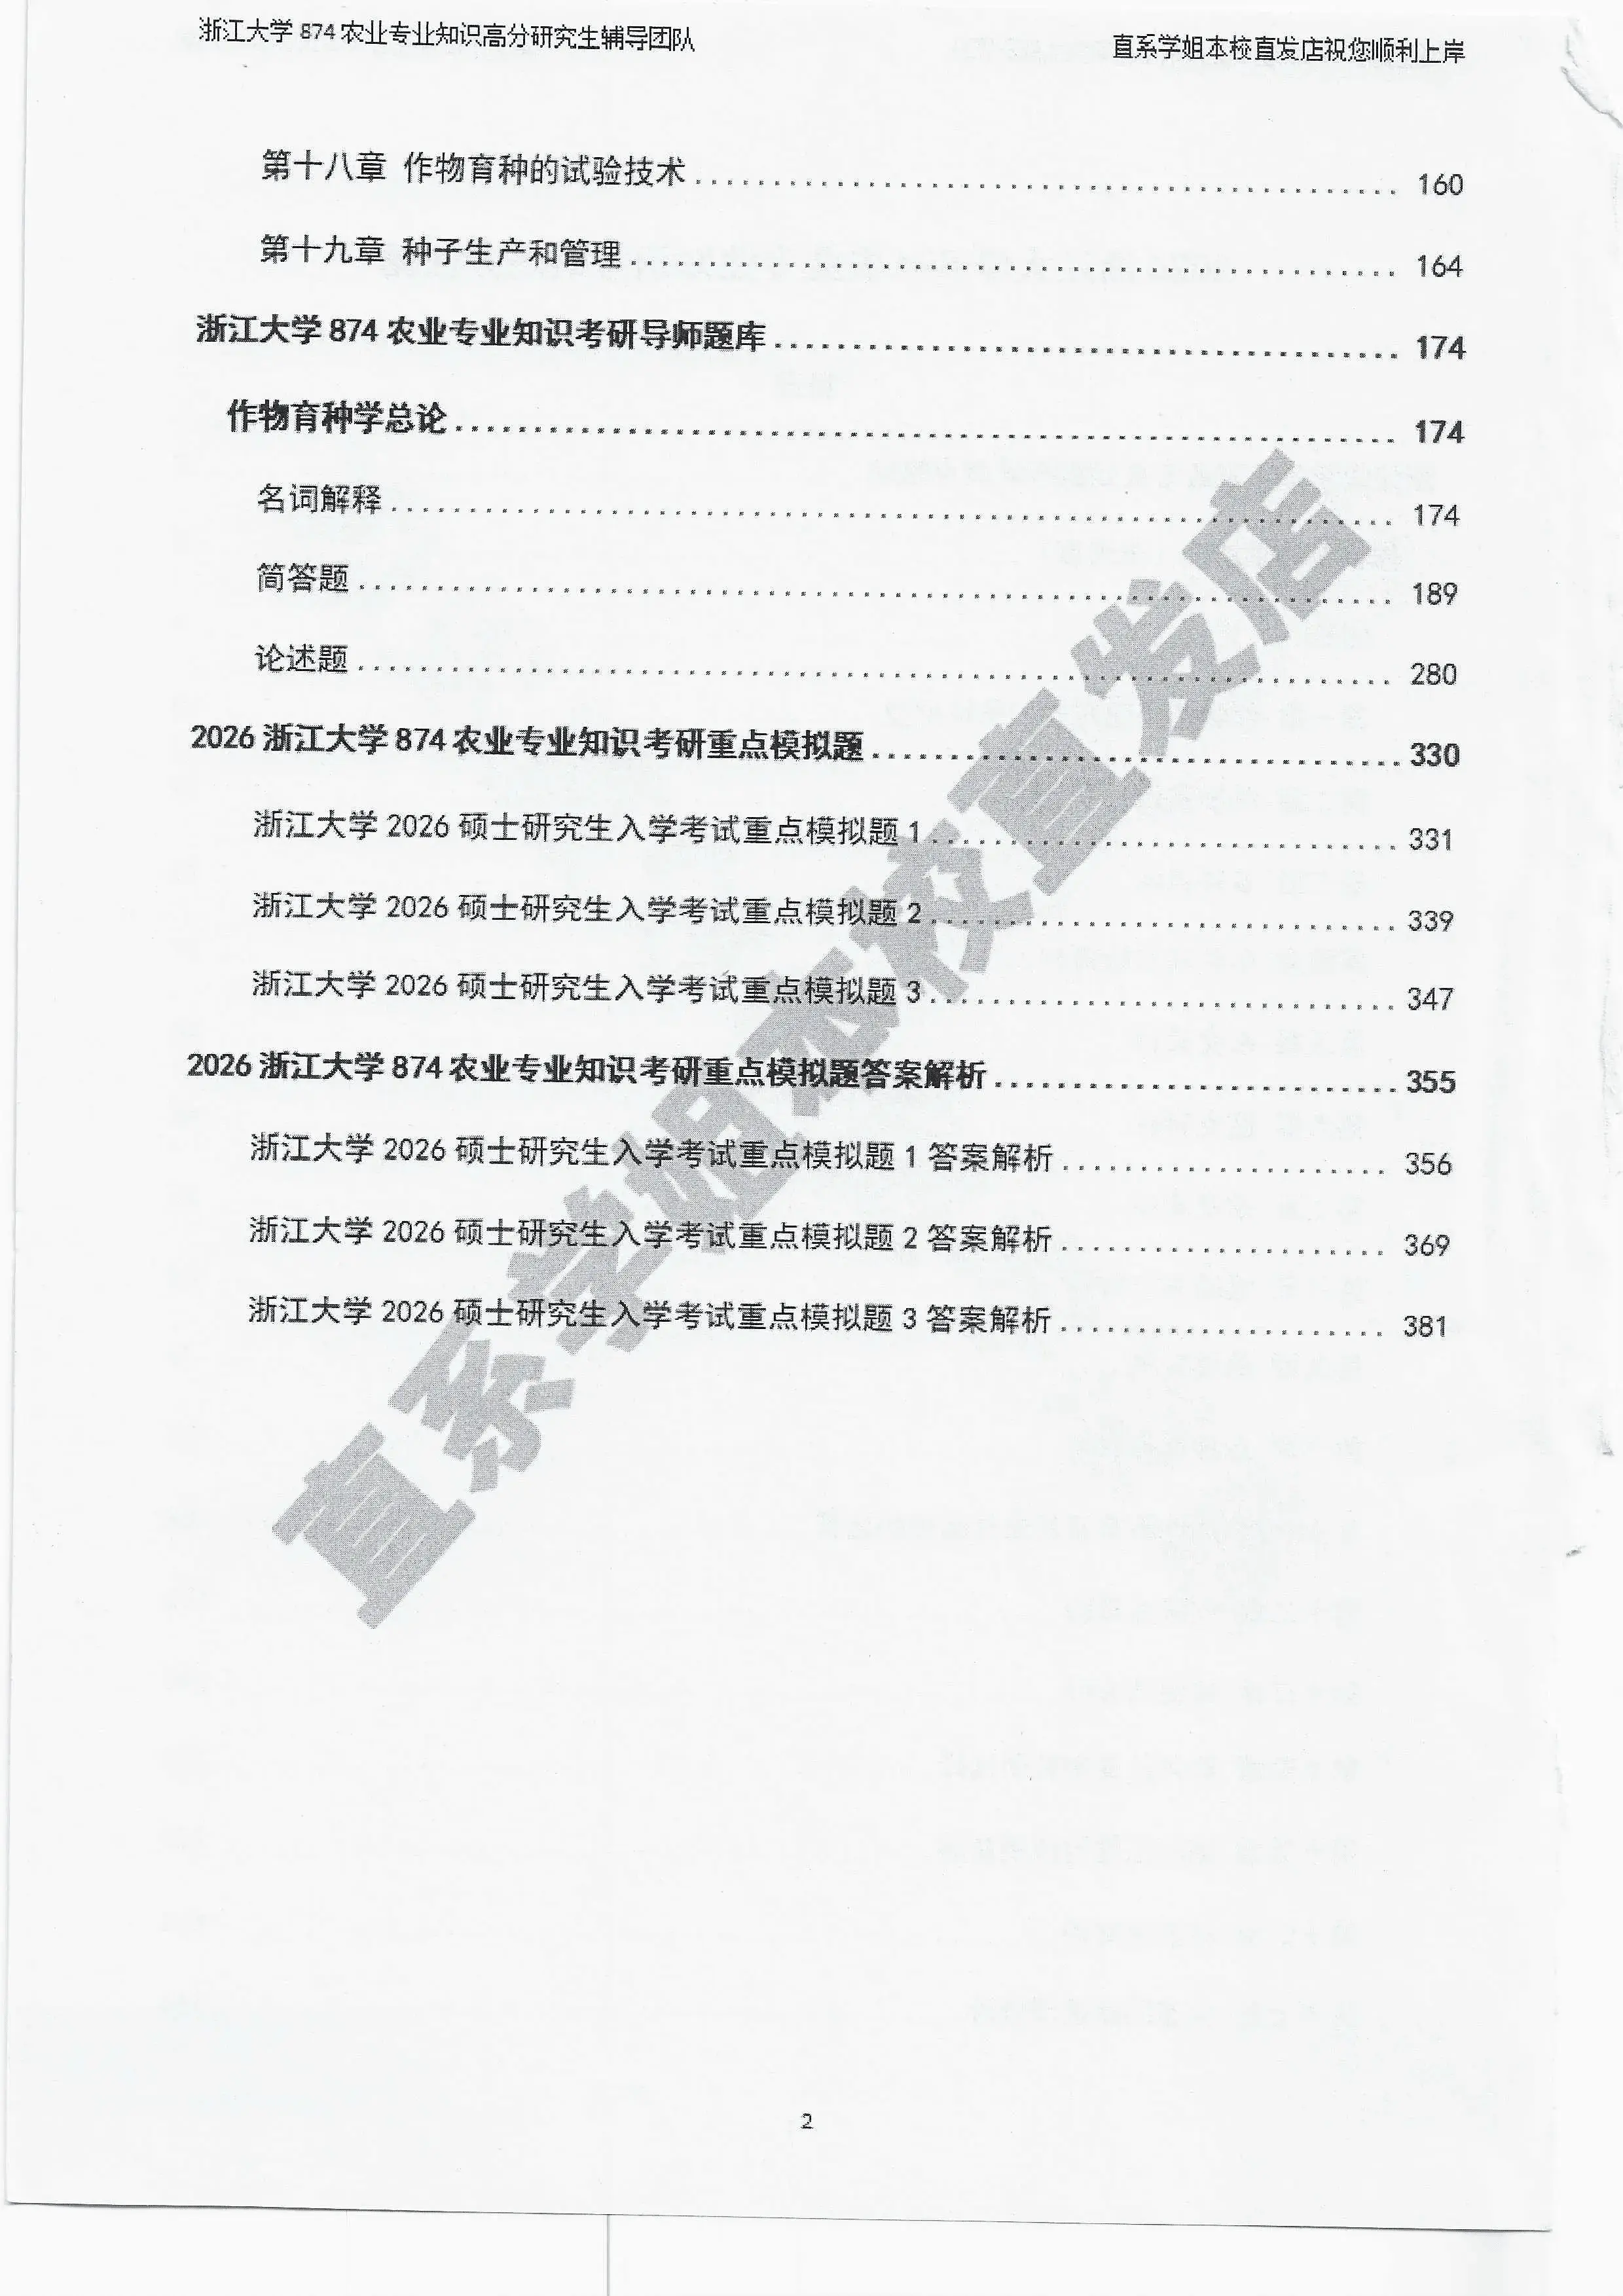 浙江大学 874 农业专业知识高分研究生辅导团队
直系学姐本校直发店祝您顺利上岸
第十八章 作物育种的试验技术 160
第十九章 种子生产和管理 164
浙江大学 874 农业专业知识考研导师题库 174
作物育种学总论 174
名词解释 174
简答题 189
论述题 280
2026 浙江大学 874 农业专业知识考研重点模拟题 330
浙江大学 2026 硕士研究生入学考试重点模拟题 1 331
浙江大学 2026 硕士研究生入学考试重点模拟题 2 339
浙江大学 2026 硕士研究生入学考试重点模拟题 3 347
2026 浙江大学 874 农业专业知识考研重点模拟题答案解析 355
浙江大学 2026 硕士研究生入学考试重点模拟题 1 答案解析 356
浙江大学 2026 硕士研究生入学考试重点模拟题 2 答案解析 369
浙江大学 2026 硕士研究生入学考试重点模拟题 3 答案解析 381
直系学姐本校直发店
2